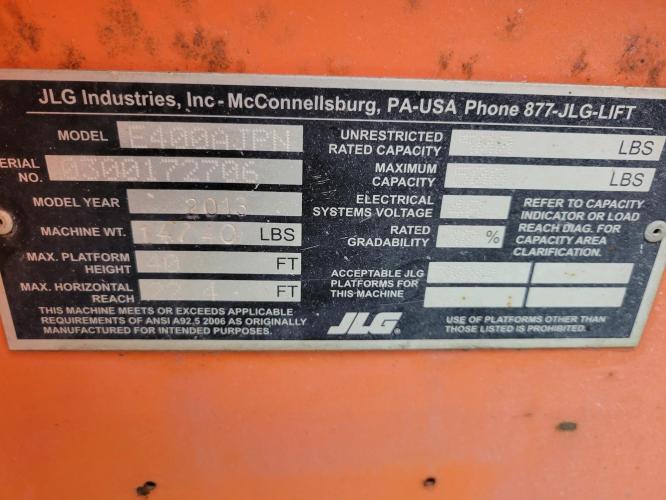 JLG Industries, Inc - McConnellsburg, PA-USA Phone 877-JLG-LIFT
MODEL E400AJPN
SERIAL NO. 0300172706
MODEL YEAR 2013
MACHINE WT. LBS
MAX. PLATFORM HEIGHT 40 FT
MAX. HORIZONTAL REACH FT
THIS MACHINE MEETS OR EXCEEDS APPLICABLE
REQUIREMENTS OF ANSI A92.5 2006 AS ORIGINALLY
MANUFACTURED FOR INTENDED PURPOSES.
UNRESTRICTED
RATED CAPACITY LBS
MAXIMUM
CAPACITY LBS
ELECTRICAL
SYSTEMS VOLTAGE
RATED
GRADABILITY %
REFER TO CAPACITY
INDICATOR OR LOAD
REACH DIAG. FOR
CAPACITY AREA
CLARIFICATION.
ACCEPTABLE JLG
PLATFORMS FOR
THIS MACHINE
JLG®
USE OF PLATFORMS OTHER THAN
THOSE LISTED IS PROHIBITED.